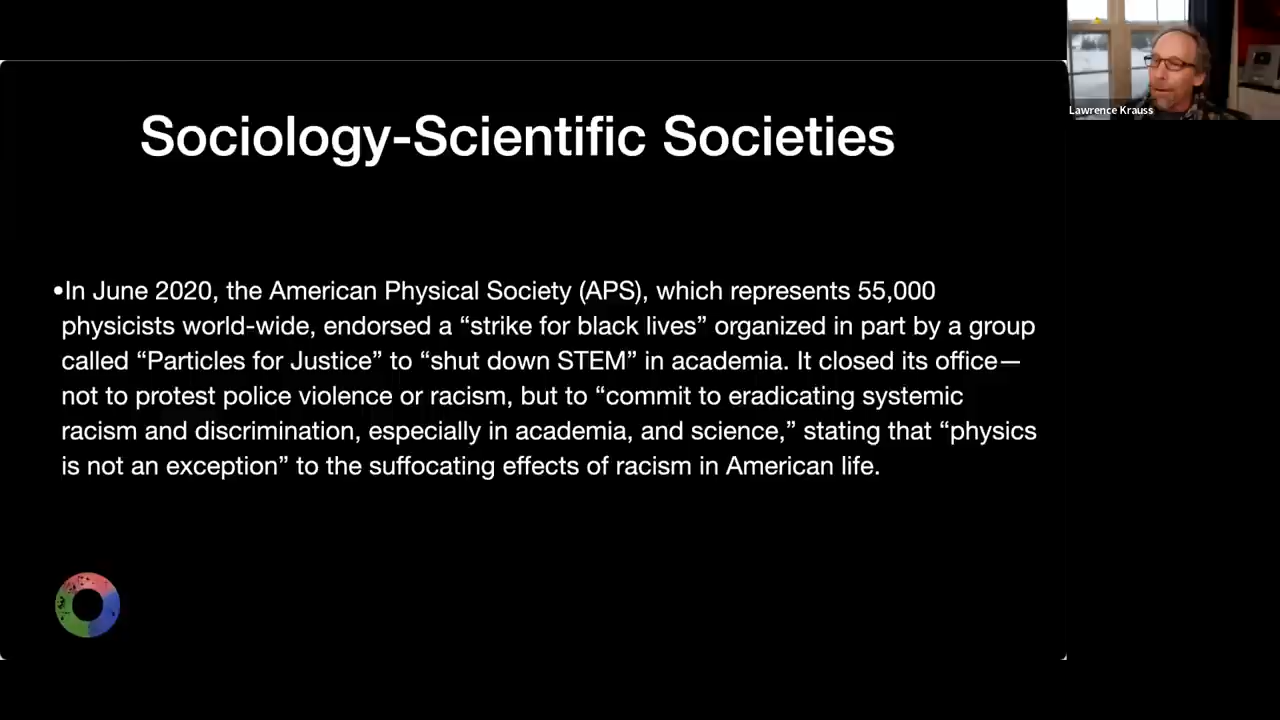 Lawrence Krauss
Sociology-Scientific Societies
•In June 2020, the American Physical Society (APS), which represents 55,000
physicists world-wide, endorsed a “strike for black lives” organized in part by a group
called “Particles for Justice” to “shut down STEM” in academia. It closed its office—
not to protest police violence or racism, but to “commit to eradicating systemic
racism and discrimination, especially in academia, and science,” stating that “physics
is not an exception” to the suffocating effects of racism in American life.